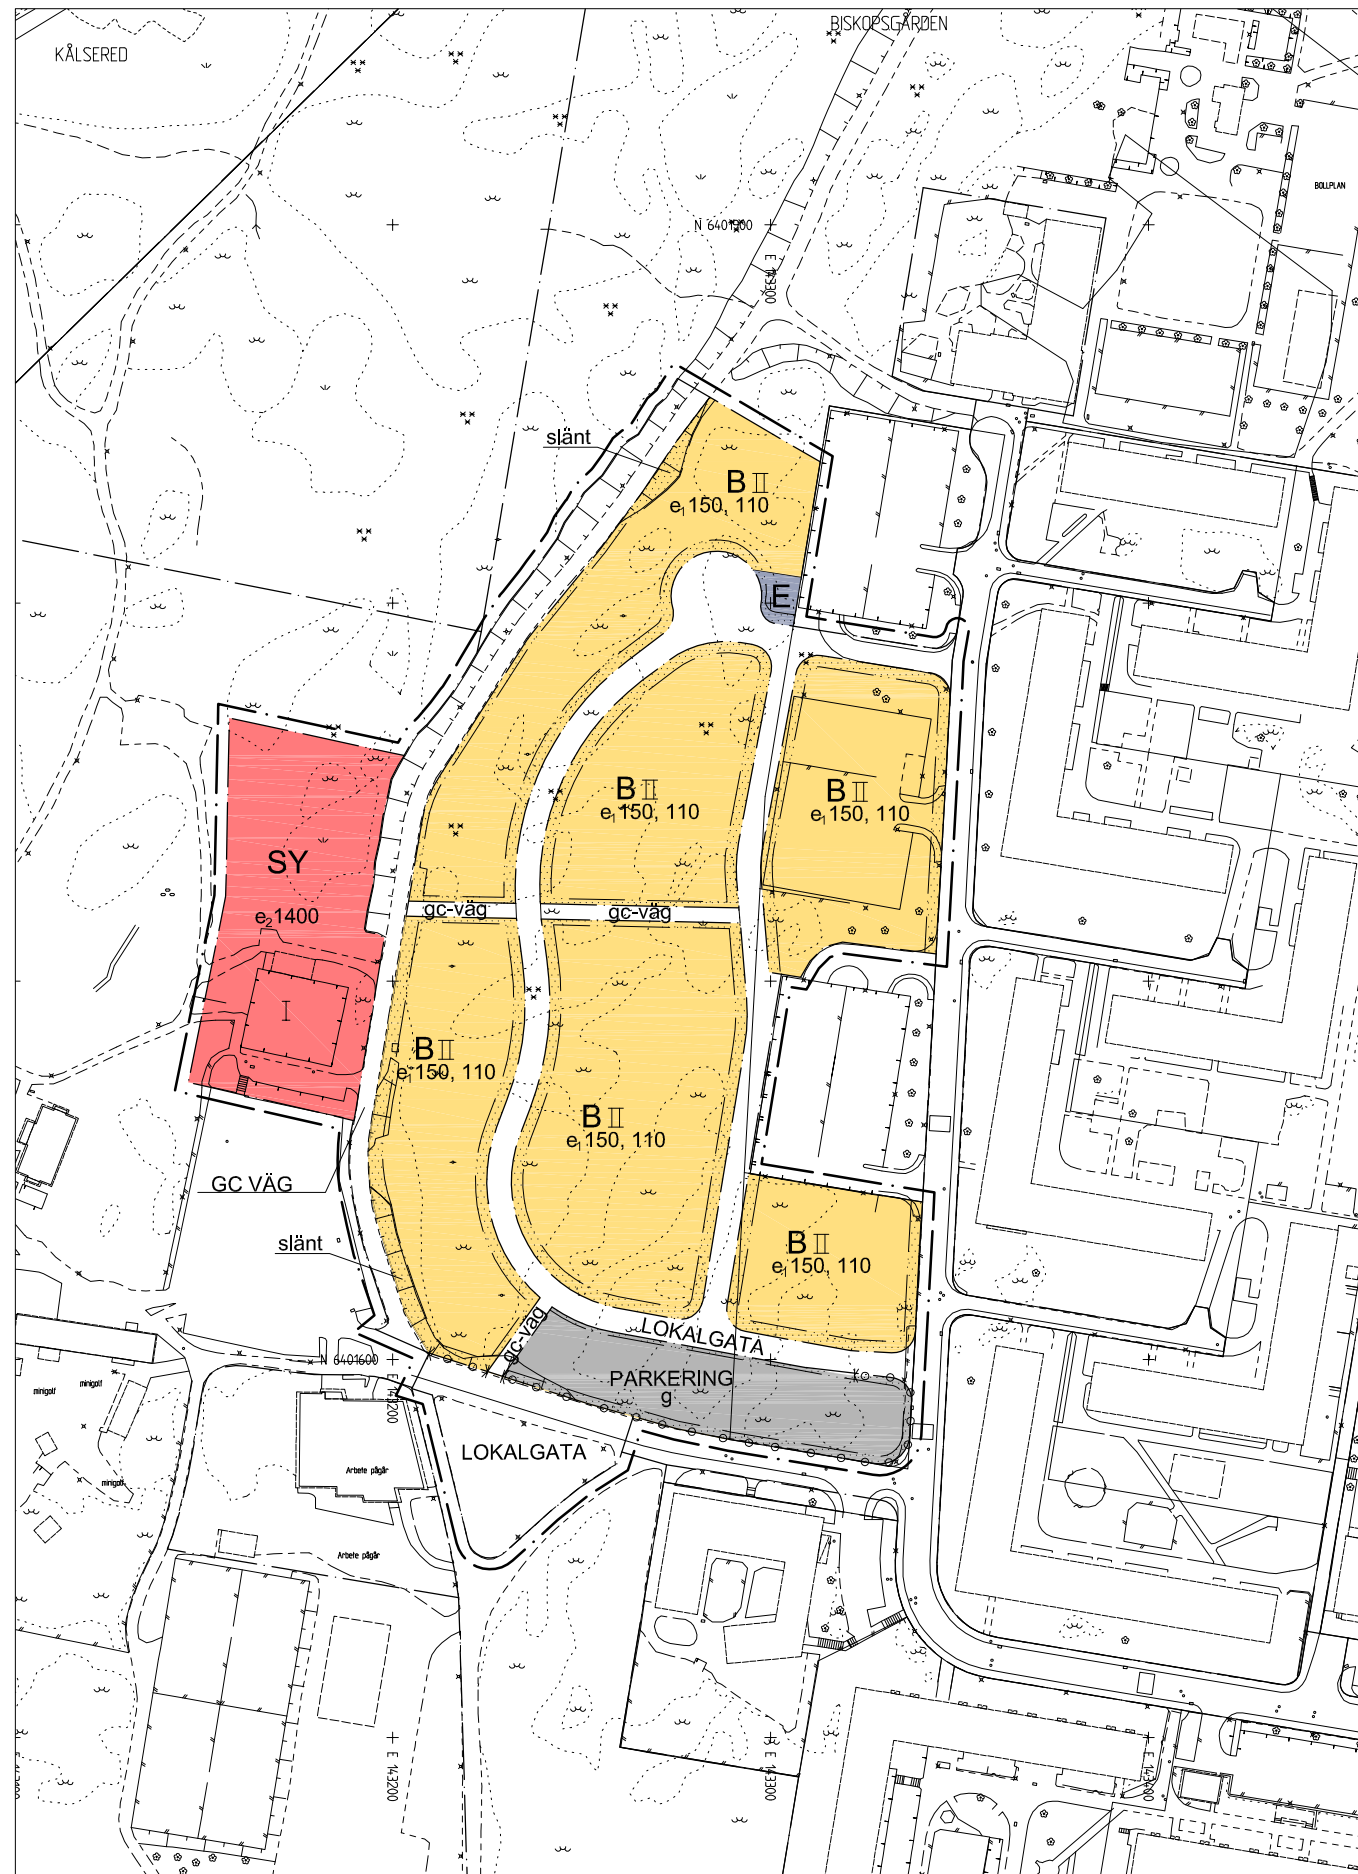 KÅLSERED
BISKOPSGÅRDEN
BOLLPLAN
N 6401900
E 143300
slänt
B II
e1 150, 110
E
B II
e1 150, 110
B II
e1 150, 110
SY
e2 1400
gc-väg
gc-väg
I
B II
e1 150, 110
B II
e1 150, 110
GC VÄG
slänt
B II
e1 150, 110
gc-väg
LOKALGATA
N 6401600
E 143200
PARKERING
g
minigolf
minigolf
LOKALGATA
Arbete pågår
minigolf
Arbete pågår
E 143200
E 143300
E 143400